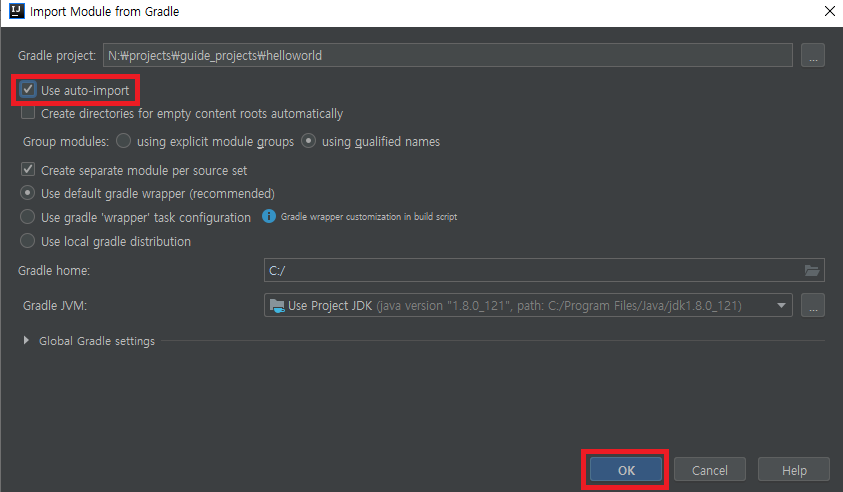 IJ Import Module from Gradle
Gradle project: N:₩projects₩guide_projects₩helloworld ...
Use auto-import
Create directories for empty content roots automatically
Group modules: using explicit module groups using qualified names
Create separate module per source set
Use default gradle wrapper (recommended)
Use gradle 'wrapper' task configuration Gradle wrapper customization in build script
Use local gradle distribution
Gradle home: C:/
Gradle JVM: Use Project JDK (java version "1.8.0_121", path: C:/Program Files/Java/jdk1.8.0_121) ...
Global Gradle settings
OK Cancel Help